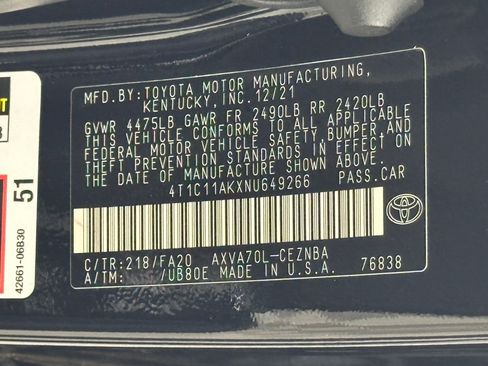 MFD.BY:TOYOTA MOTOR MANUFACTURING,
KENTUCKY,INC.12/21
GVWR 4475LB GAWR FR 2490LB RR 2420LB
THIS VEHICLE CONFORMS TO ALL APPLICABLE
FEDERAL MOTOR VEHICLE SAFETY,BUMPER,AND
THEFT PREVENTION STANDARDS IN EFFECT ON
THE DATE OF MANUFACTURE SHOWN ABOVE.
4T1C11AKXNU649266 PASS.CAR
C/TR:218/FA20 AXVA70L-CEZNBA
A/TM: /UB80E MADE IN U.S.A. 76838
51
42661-06B30